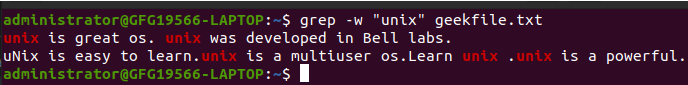 administrator@GFG19566-LAPTOP:~$ grep -w "unix" geekfile.txt
unix is great os. unix was developed in Bell labs.
uNix is easy to learn.unix is a multiuser os.Learn unix .unix is a powerful.
administrator@GFG19566-LAPTOP:~$